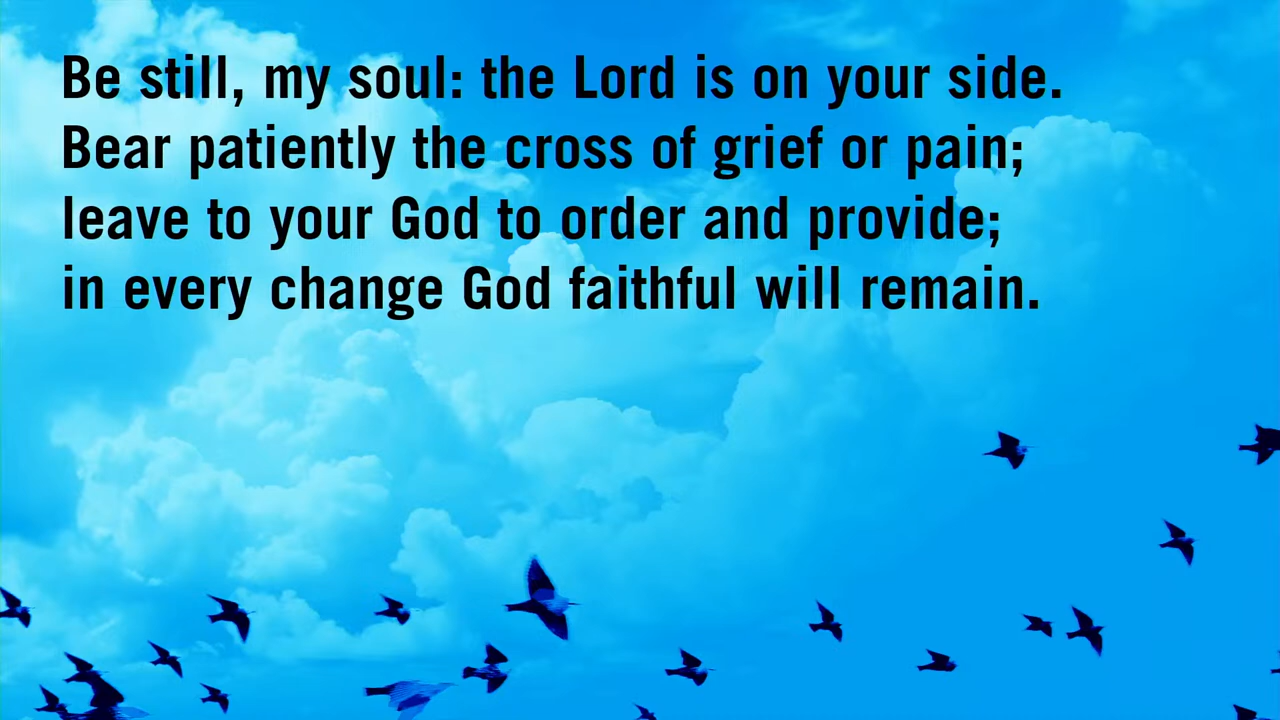 Be still, my soul: the Lord is on your side.
Bear patiently the cross of grief or pain;
leave to your God to order and provide;
in every change God faithful will remain.